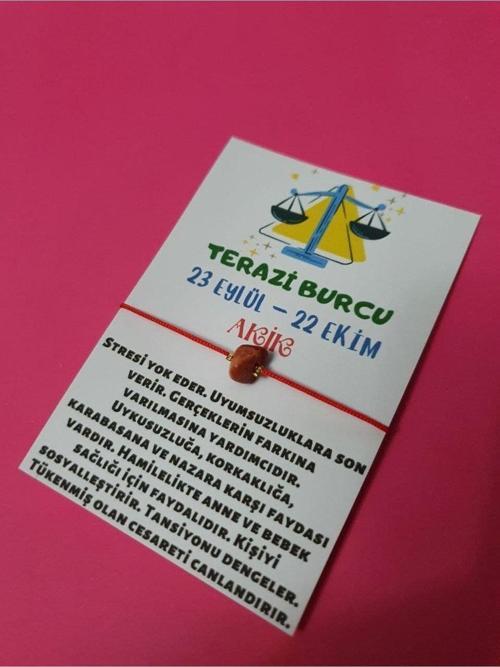 TERAZİ BURCU
23 EYLÜL – 22 EKİM
AKİK
STRESİ YOK EDER. UYUMSUZLUKLARA SON
VERİR. GERÇEKLERİN FARKINA
VARILMASINA YARDIMCIDIR.
UYKUSUZLUĞA, KORKAKLIĞA,
KARABASANA VE NAZARA KARŞI FAYDASI
VARDIR. HAMİLELİKTE ANNE VE BEBEK
SAĞLIĞI İÇİN FAYDALIDIR. KİŞİYİ
SOSYALLEŞTİRİR. TANSİYONU DENGELER.
TÜKENMİŞ OLAN CESARETİ CANLANDIRIR.